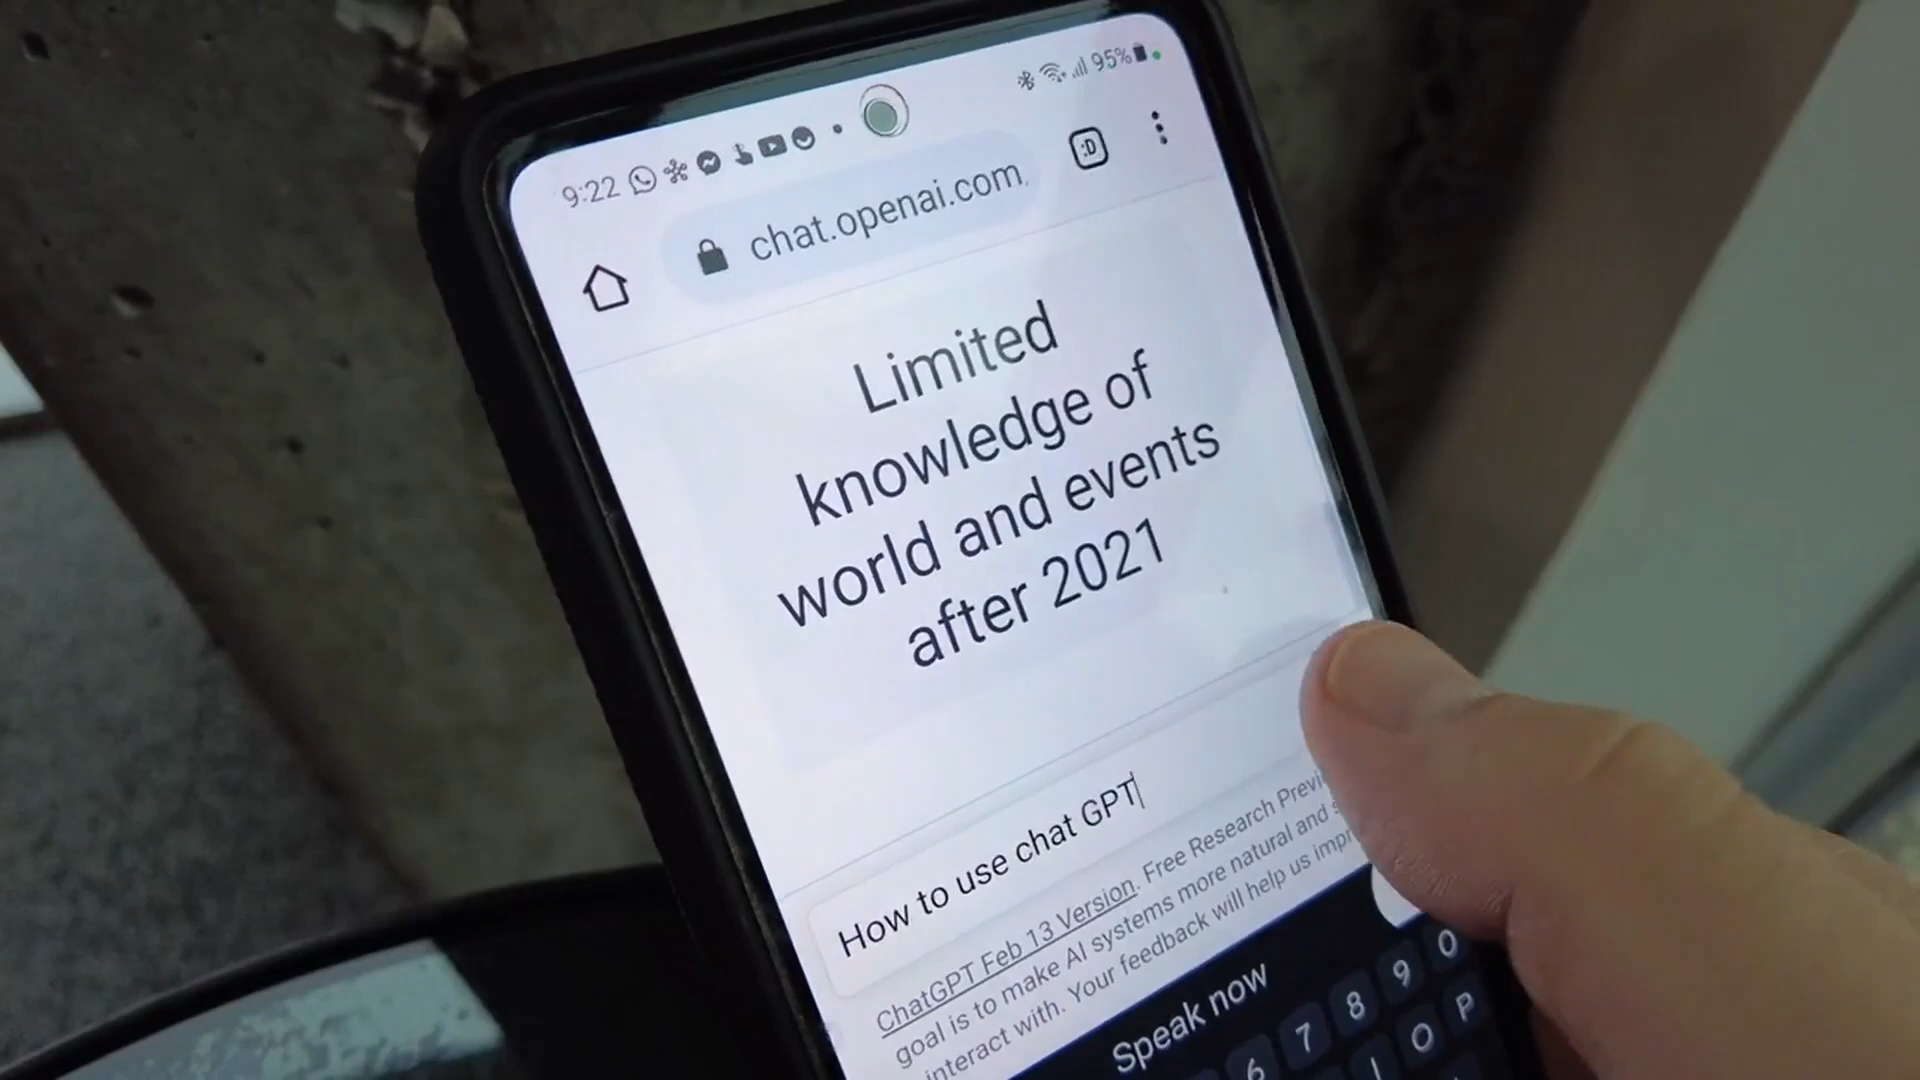 9:22
95%
chat.openai.com
:D
Limited
knowledge of
world and events
after 2021
How to use chat GPT
ChatGPT Feb 13 Version. Free Research
goal is to make AI systems more natural and
interact with. Your feedback will help us
Speak now
6 7 8 9 0
O P